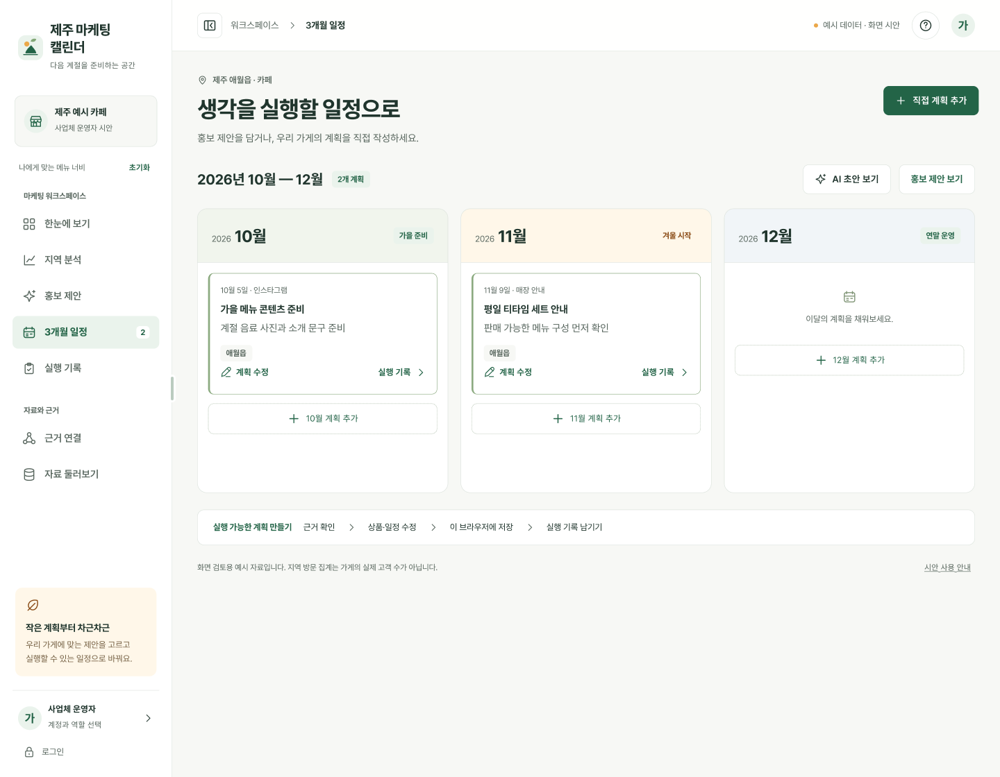 제주 마케팅
캘린더
다음 계절을 준비하는 공간
제주 예시 카페
사업체 운영자 시안
나에게 맞는 메뉴 너비
초기화
마케팅 워크스페이스
한눈에 보기
지역 분석
홍보 제안
3개월 일정
2
실행 기록
자료와 근거
근거 연결
자료 둘러보기
작은 계획부터 차근차근
우리 가게에 맞는 제안을 고르고
실행할 수 있는 일정으로 바꿔요.
가
사업체 운영자
계정과 역할 선택
로그인
워크스페이스
3개월 일정
예시 데이터 · 화면 시안
가
제주 애월읍 · 카페
생각을 실행할 일정으로
홍보 제안을 담거나, 우리 가게의 계획을 직접 작성하세요.
직접 계획 추가
2026년 10월 — 12월
2개 계획
AI 초안 보기
홍보 제안 보기
2026 10월
가을 준비
10월 5일 · 인스타그램
가을 메뉴 콘텐츠 준비
계절 음료 사진과 소개 문구 준비
애월읍
계획 수정
실행 기록
10월 계획 추가
2026 11월
겨울 시작
11월 9일 · 매장 안내
평일 티타임 세트 안내
판매 가능한 메뉴 구성 먼저 확인
애월읍
계획 수정
실행 기록
11월 계획 추가
2026 12월
연말 운영
이달의 계획을 채워보세요.
12월 계획 추가
실행 가능한 계획 만들기
근거 확인
상품·일정 수정
이 브라우저에 저장
실행 기록 남기기
화면 검토용 예시 자료입니다. 지역 방문 집계는 가게의 실제 고객 수가 아닙니다.
시안 사용 안내